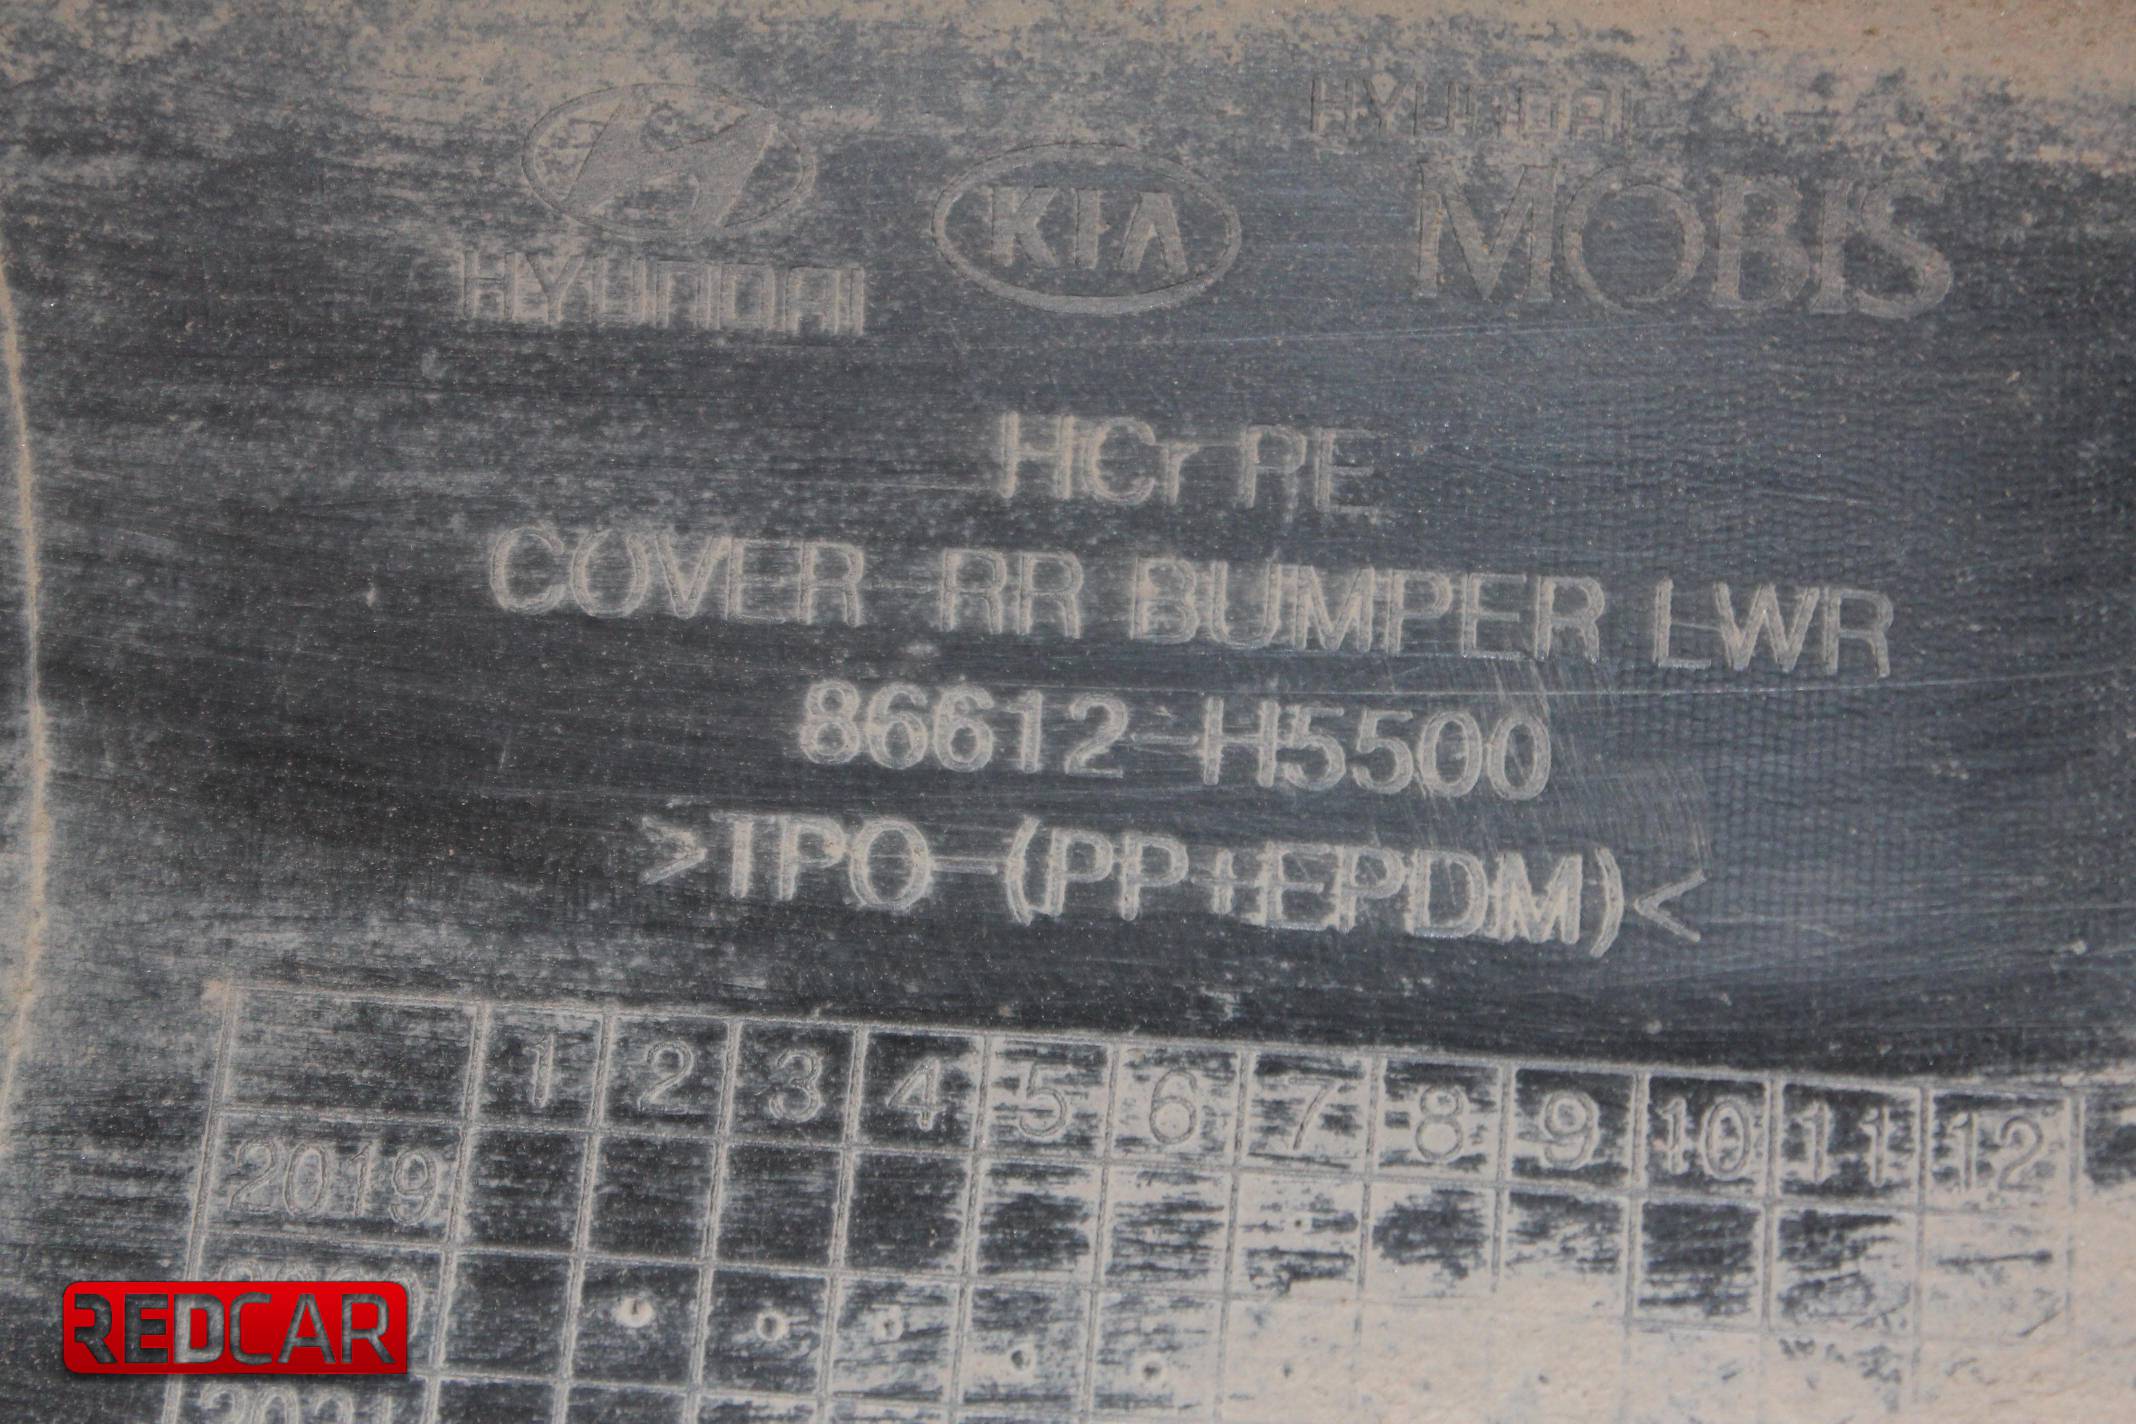 HYUNDAI
HYUNDAI KIA MOBIS
HCr PE
COVER-RR BUMPER LWR
86612-H5500
>TPO-(PP+EPDM)<
1 2 3 4 5 6 7 8 9 10 11 12
2019
2021
REDCAR